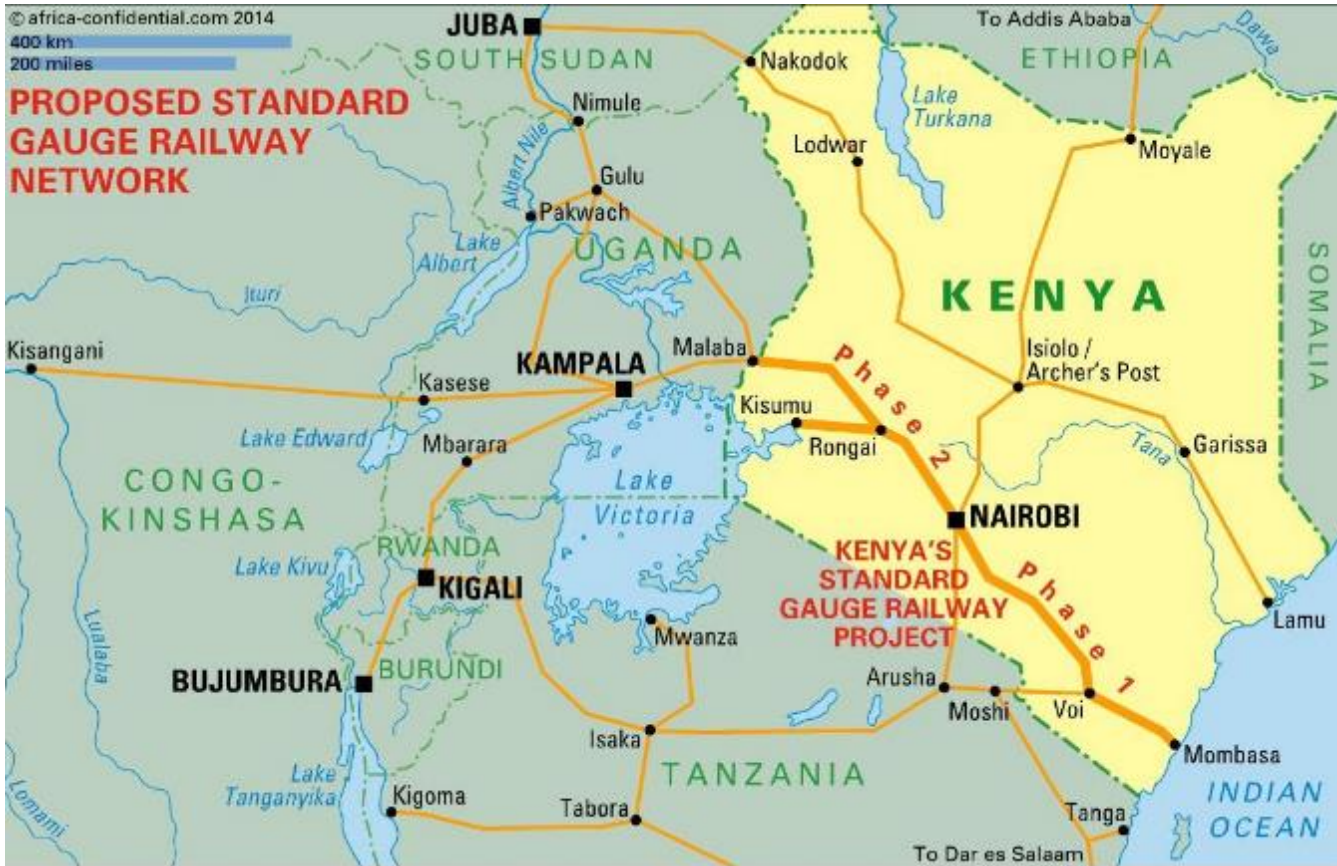 © africa-confidential.com 2014
400 km
200 miles
PROPOSED STANDARD
GAUGE RAILWAY
NETWORK
JUBA
SOUTH SUDAN
To Addis Ababa
ETHIOPIA
Dawa
Nakodok
Lake
Turkana
Nimule
Lodwar
Moyale
Albert Nile
Gulu
Pakwach
Lake
Albert
UGANDA
SOMALIA
KENYA
Ituri
Kisangani
Malaba
Phase 2
Isiolo /
Archer's Post
KAMPALA
Kasese
Kisumu
Lake Edward
Rongai
Tana
Garissa
Mbarara
CONGO-
KINSHASA
Lake
Victoria
NAIROBI
RWANDA
Lake Kivu
KENYA'S
STANDARD
GAUGE RAILWAY
PROJECT
Phase 1
KIGALI
Lamu
Lualaba
Mwanza
BURUNDI
BUJUMBURA
Arusha
Moshi
Voi
Isaka
Mombasa
Lake
Tanganyika
TANZANIA
Kigoma
Tabora
Tanga
INDIAN
OCEAN
Lomami
To Dar es Salaam